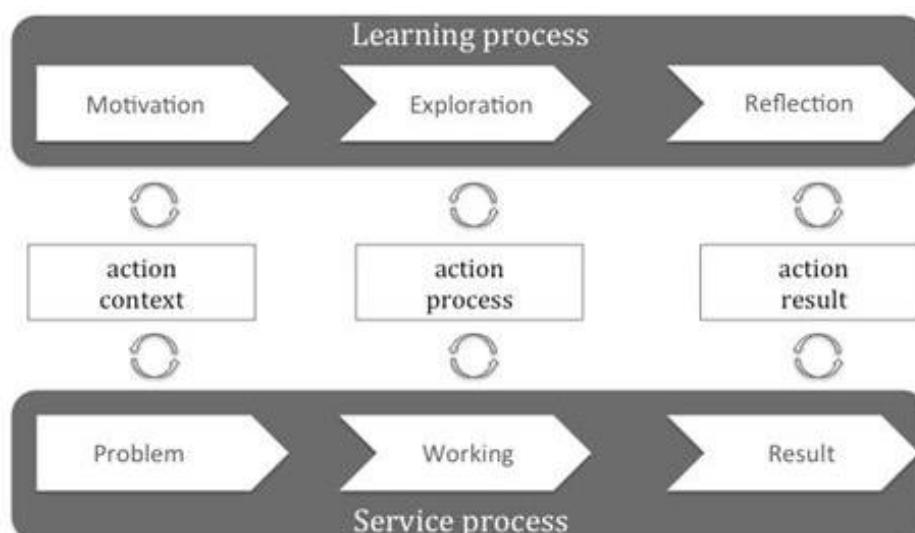 Learning process
Motivation
Exploration
Reflection
action
context
action
process
action
result
Problem
Working
Result
Service process